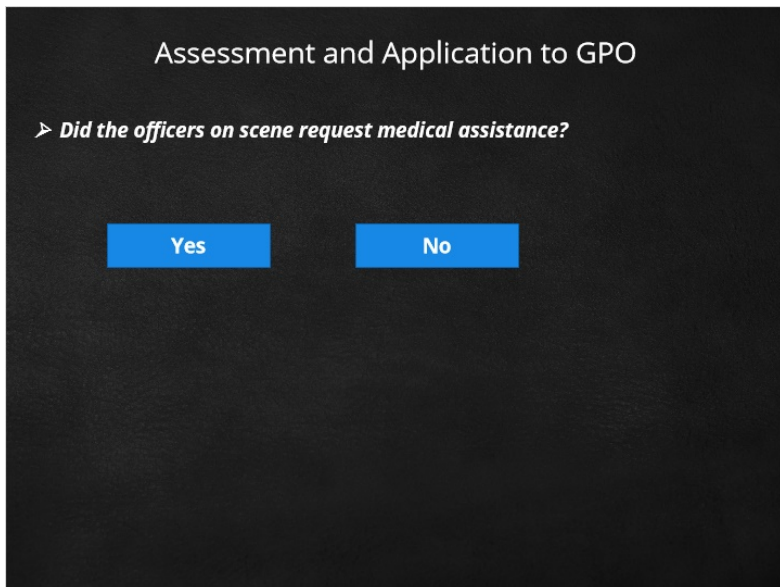 Assessment and Application to GPO
➢ Did the officers on scene request medical assistance?
Yes
No